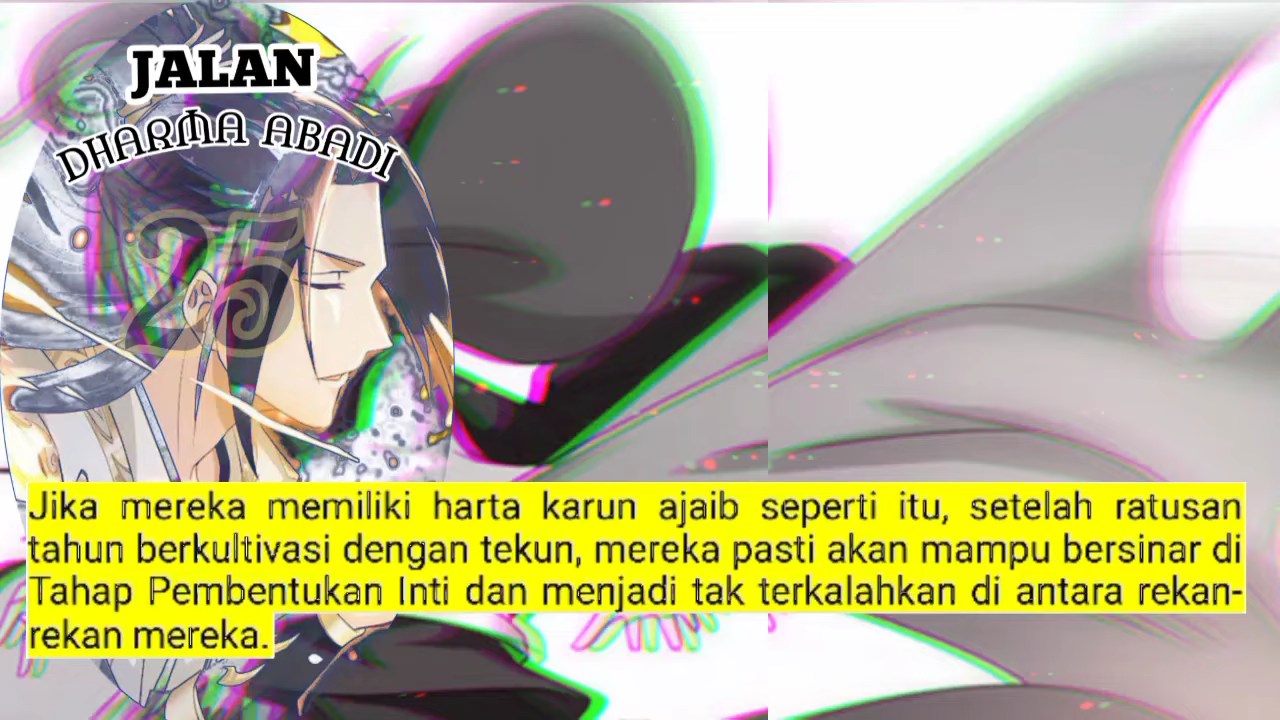 JALAN
DHARMA ABADI
25
Jika mereka memiliki harta karun ajaib seperti itu, setelah ratusan
tahun berkultivasi dengan tekun, mereka pasti akan mampu bersinar di
Tahap Pembentukan Inti dan menjadi tak terkalahkan di antara rekan-
rekan mereka.